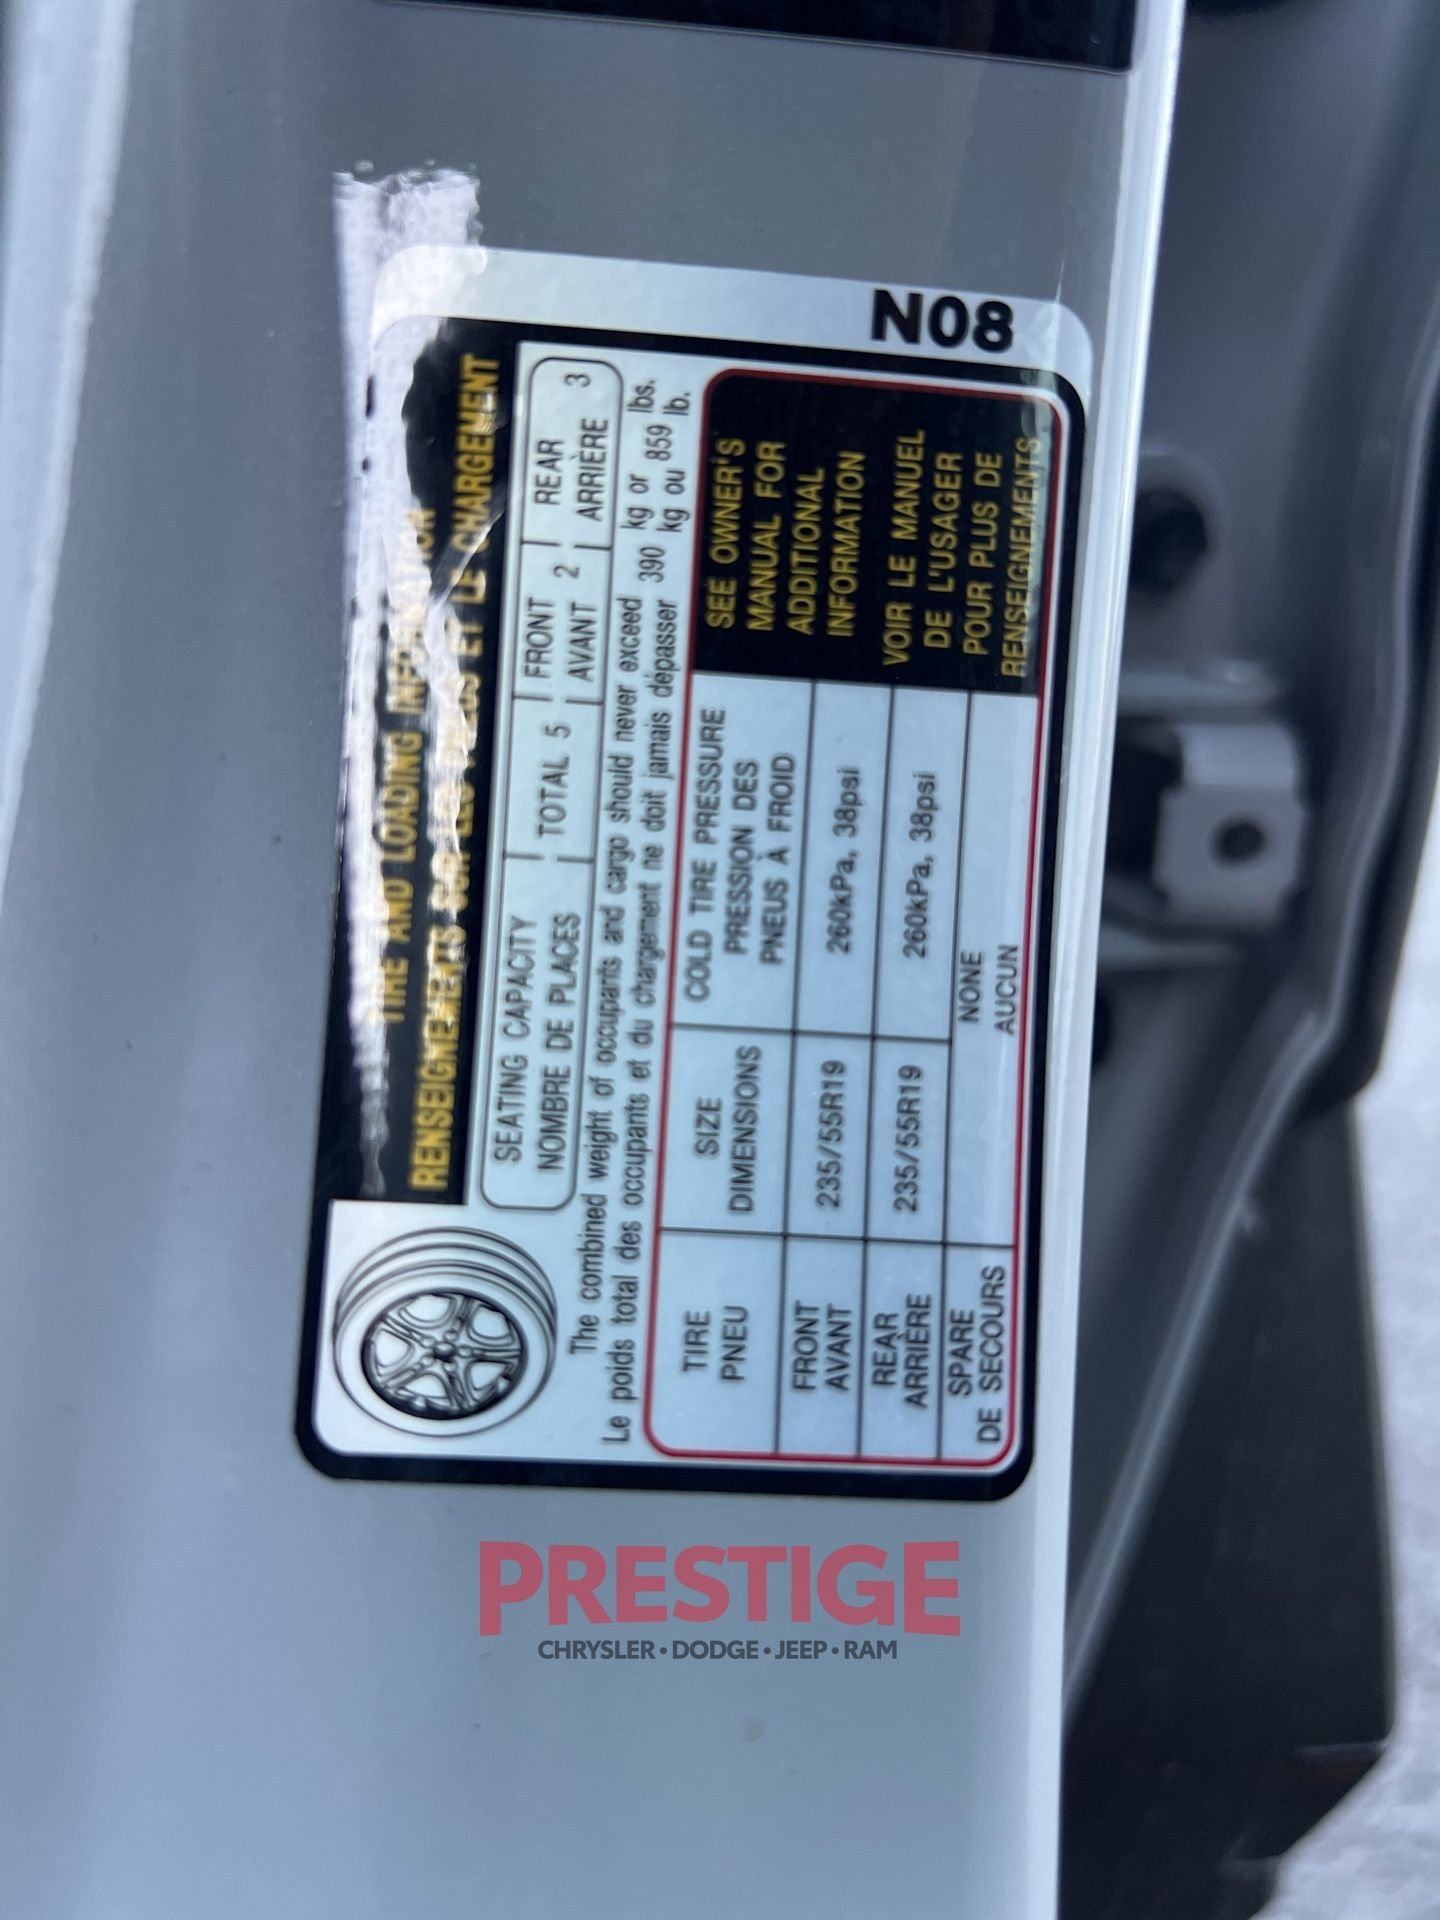 N08
TIRE AND LOADING INFORMATION
RENSEIGNEMENTS SUR LES PNEUS ET LE CHARGEMENT
SEATING CAPACITY | TOTAL 5 | FRONT 2 | REAR 3
NOMBRE DE PLACES | AVANT | ARRIÈRE
The combined weight of occupants and cargo should never exceed 390 kg or 859 lbs.
Le poids total des occupants et du chargement ne doit jamais dépasser kg ou lb.
TIRE
PNEU
SIZE
DIMENSIONS
COLD TIRE PRESSURE
PRESSION DES
PNEUS À FROID
FRONT
AVANT
235/55R19
260kPa, 38psi
REAR
ARRIÈRE
235/55R19
260kPa, 38psi
SPARE
DE SECOURS
NONE
AUCUN
SEE OWNER'S
MANUAL FOR
ADDITIONAL
INFORMATION
VOIR LE MANUEL
DE L'USAGER
POUR PLUS DE
RENSEIGNEMENTS
PRESTIGE
CHRYSLER • DODGE • JEEP • RAM